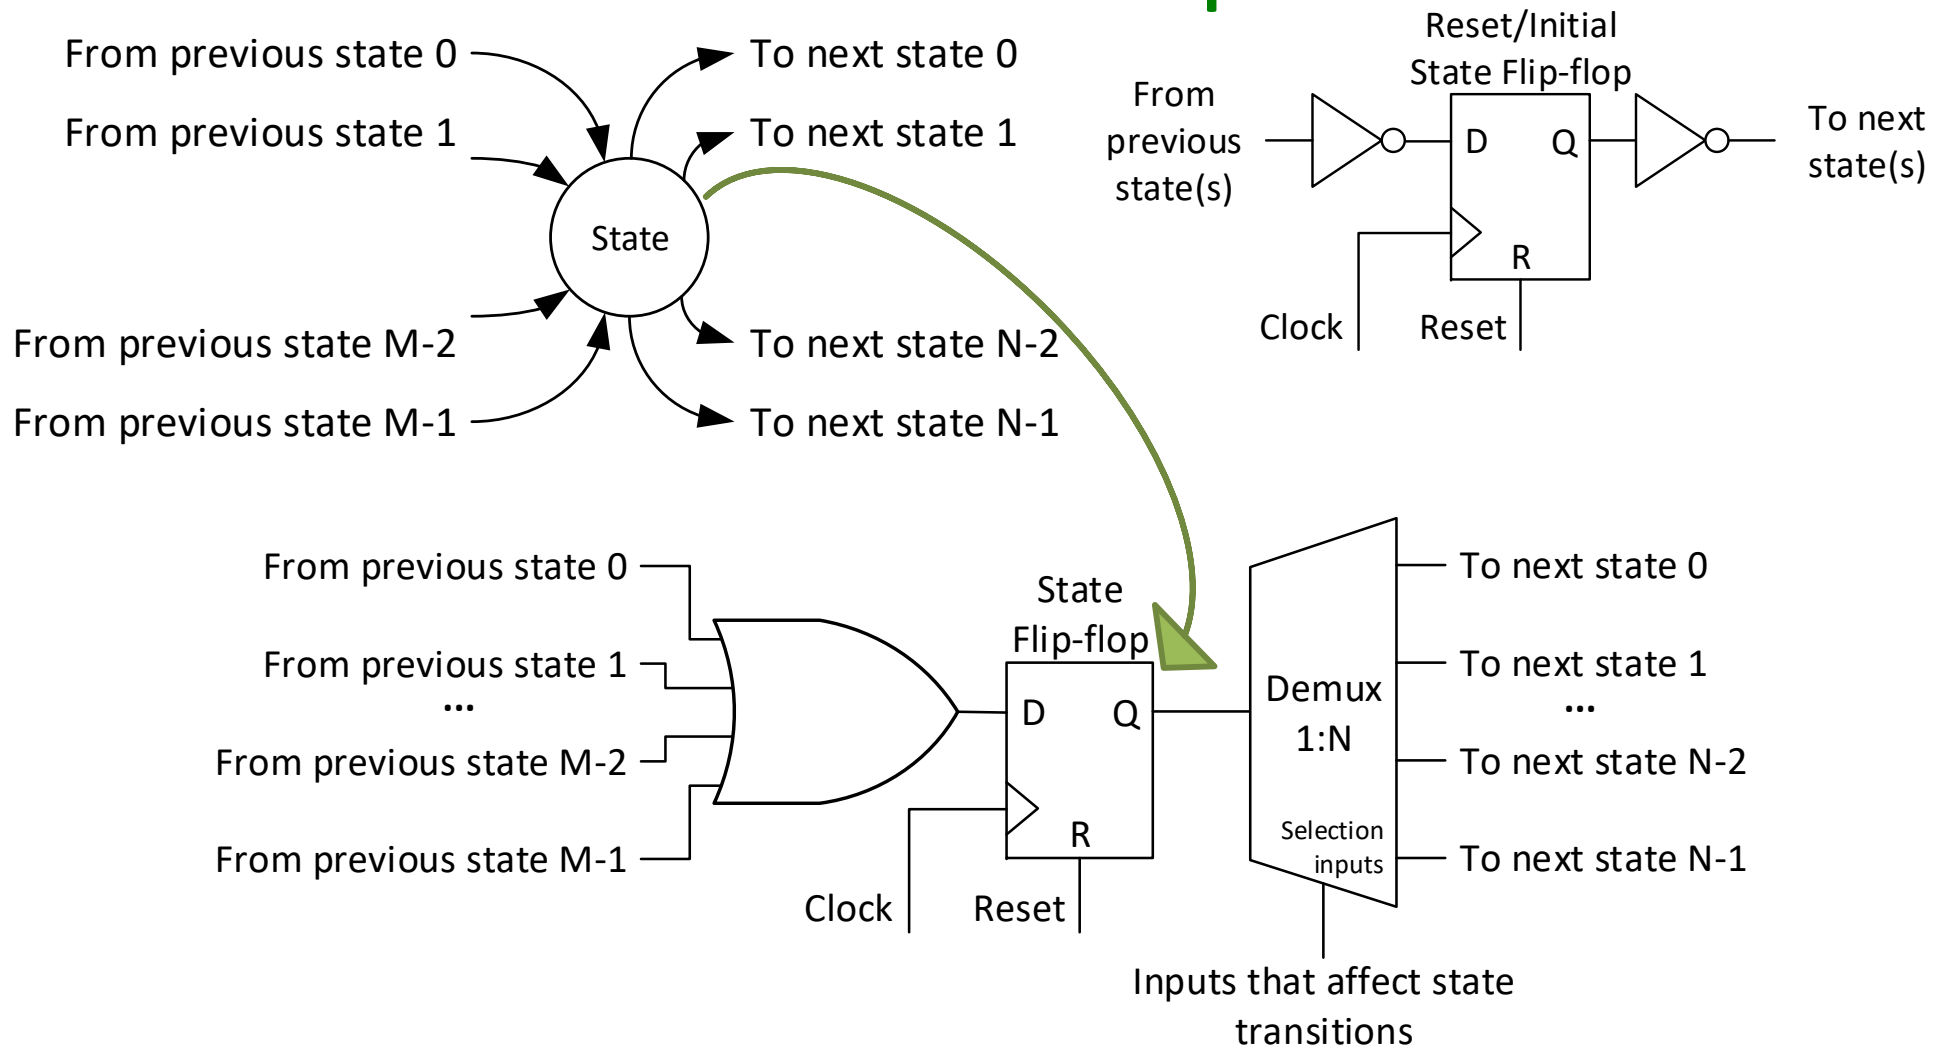 From previous state 0
From previous state 1
From previous state M-2
From previous state M-1
State
To next state 0
To next state 1
To next state N-2
To next state N-1
Reset/Initial
State Flip-flop
From
previous
state(s)
D
Q
R
Clock
Reset
To next
state(s)
From previous state 0
From previous state 1
...
From previous state M-2
From previous state M-1
State
Flip-flop
D
Q
R
Clock
Reset
Demux
1:N
Selection
inputs
To next state 0
To next state 1
...
To next state N-2
To next state N-1
Inputs that affect state
transitions